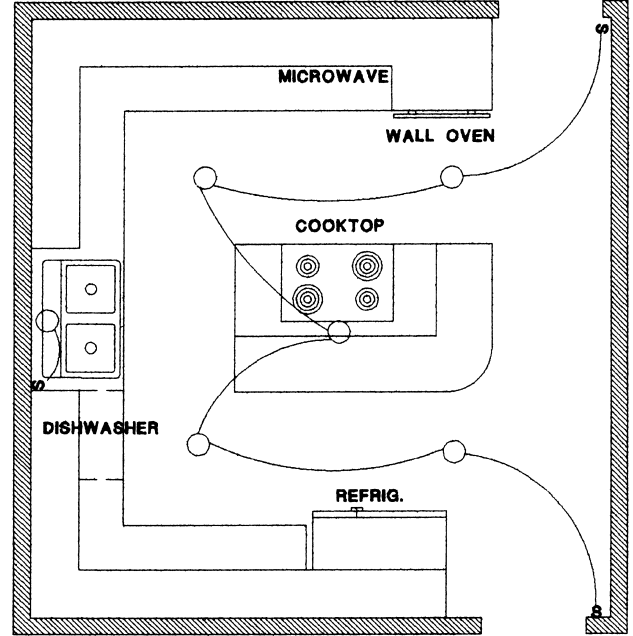 S
MICROWAVE
WALL OVEN
COOKTOP
S
DISHWASHER
REFRIG.
S